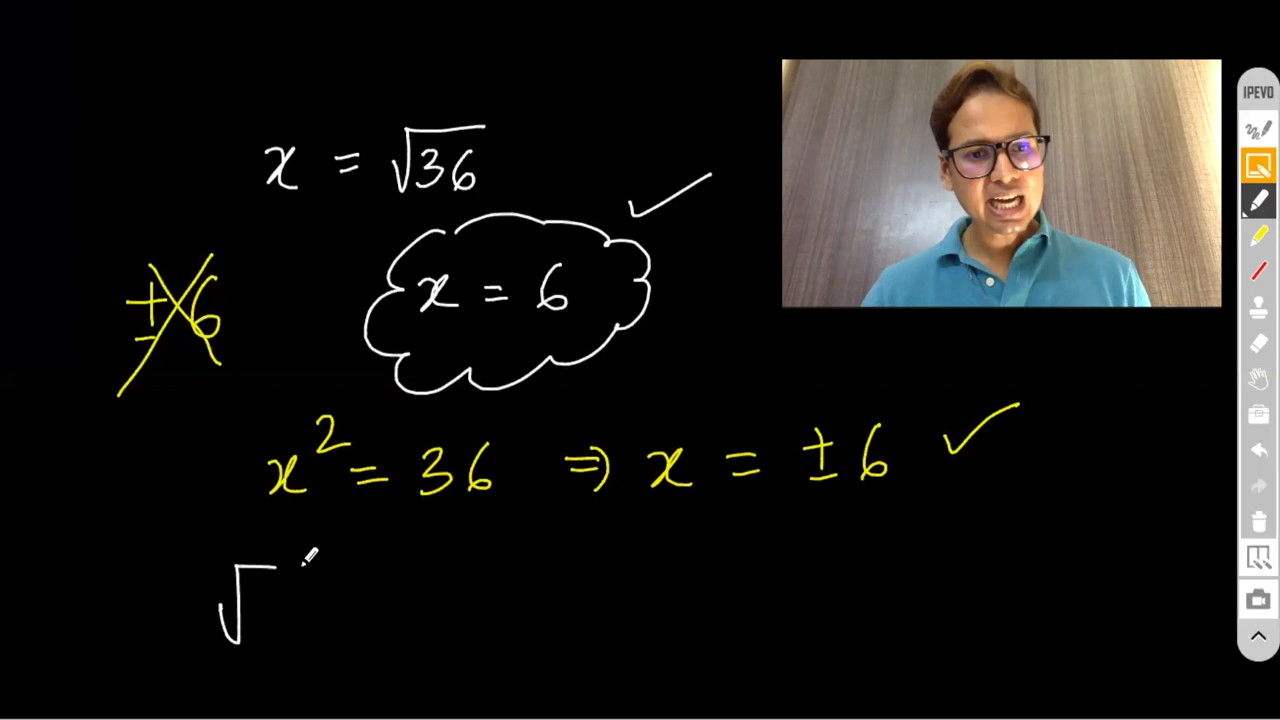 IPEVO
x = √36
±6
x = 6
x² = 36 ⇒ x = ±6
√